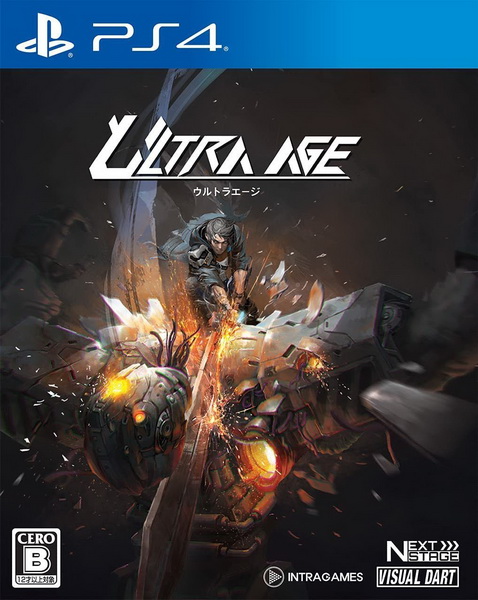 PS4
ULTRA AGE
ウルトラエージ
CERO
B
12才以上対象
INTRAGAMES
NEXT
STAGE
VISUAL DART